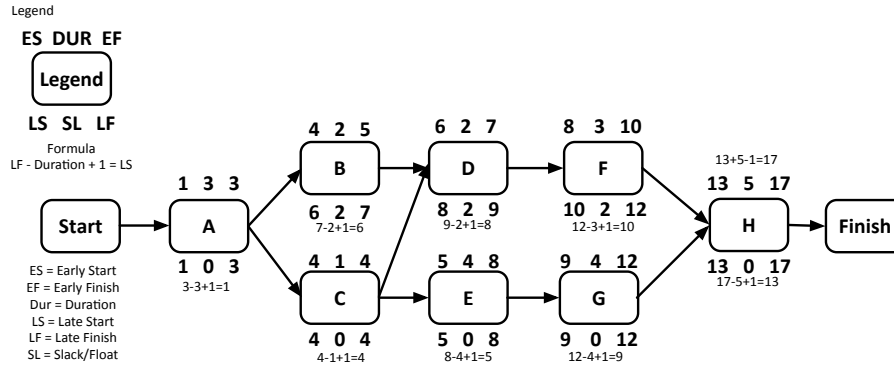 Legend
ES DUR EF
Legend
LS SL LF
Formula
LF - Duration + 1 = LS
Start
ES = Early Start
EF = Early Finish
Dur = Duration
LS = Late Start
LF = Late Finish
SL = Slack/Float
1 3 3
A
1 0 3
3-3+1=1
4 2 5
B
6 2 7
7-2+1=6
4 1 4
C
4 0 4
4-1+1=4
6 2 7
D
8 2 9
9-2+1=8
5 4 8
E
5 0 8
8-4+1=5
8 3 10
F
10 2 12
12-3+1=10
9 4 12
G
9 0 12
12-4+1=9
13+5-1=17
13 5 17
H
13 0 17
17-5+1=13
Finish